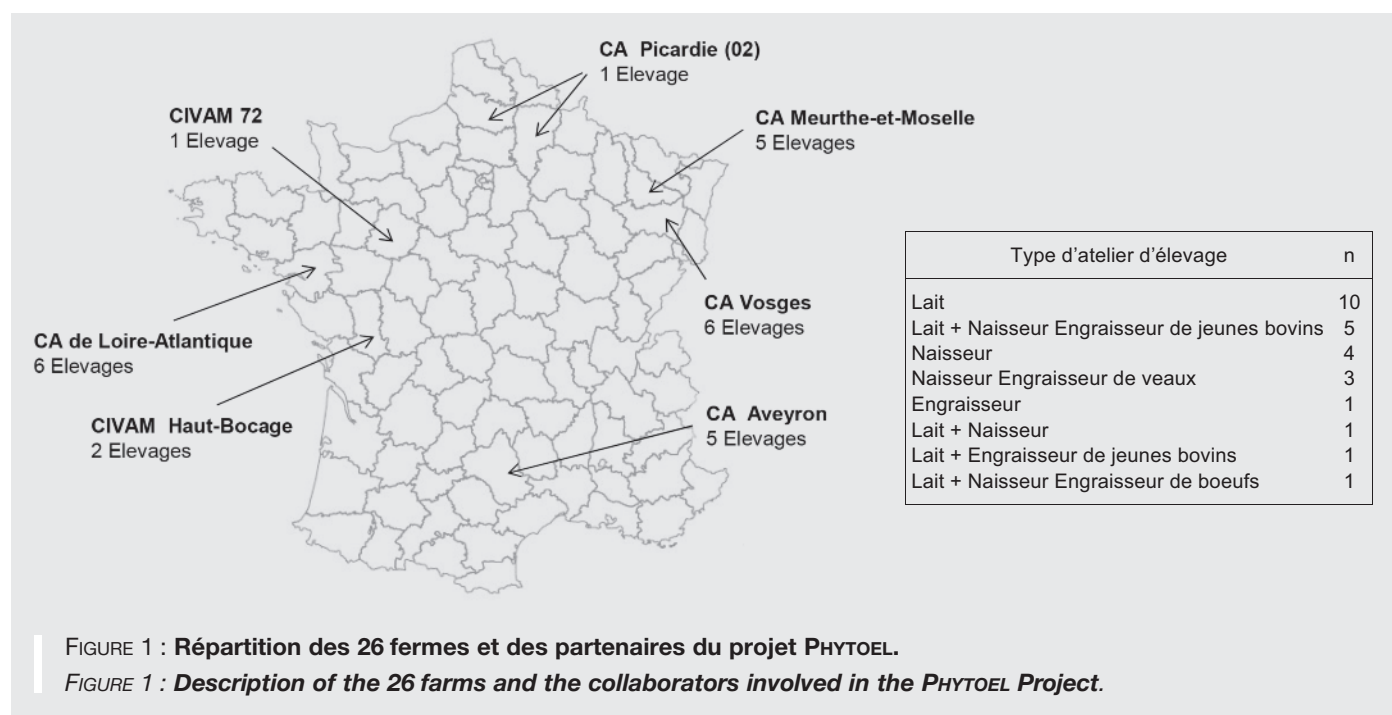 CA Picardie (02)
1 Elevage
CIVAM 72
1 Elevage
CA Meurthe-et-Moselle
5 Elevages
CA Vosges
6 Elevages
CA de Loire-Atlantique
6 Elevages
CIVAM Haut-Bocage
2 Elevages
CA Aveyron
5 Elevages
Type d'atelier d'élevage n
Lait 10
Lait + Naisseur Engraisseur de jeunes bovins 5
Naisseur 4
Naisseur Engraisseur de veaux 3
Engraisseur 1
Lait + Naisseur 1
Lait + Engraisseur de jeunes bovins 1
Lait + Naisseur Engraisseur de boeufs 1
FIGURE 1 : Répartition des 26 fermes et des partenaires du projet PHYTOEL.
FIGURE 1 : Description of the 26 farms and the collaborators involved in the PHYTOEL Project.